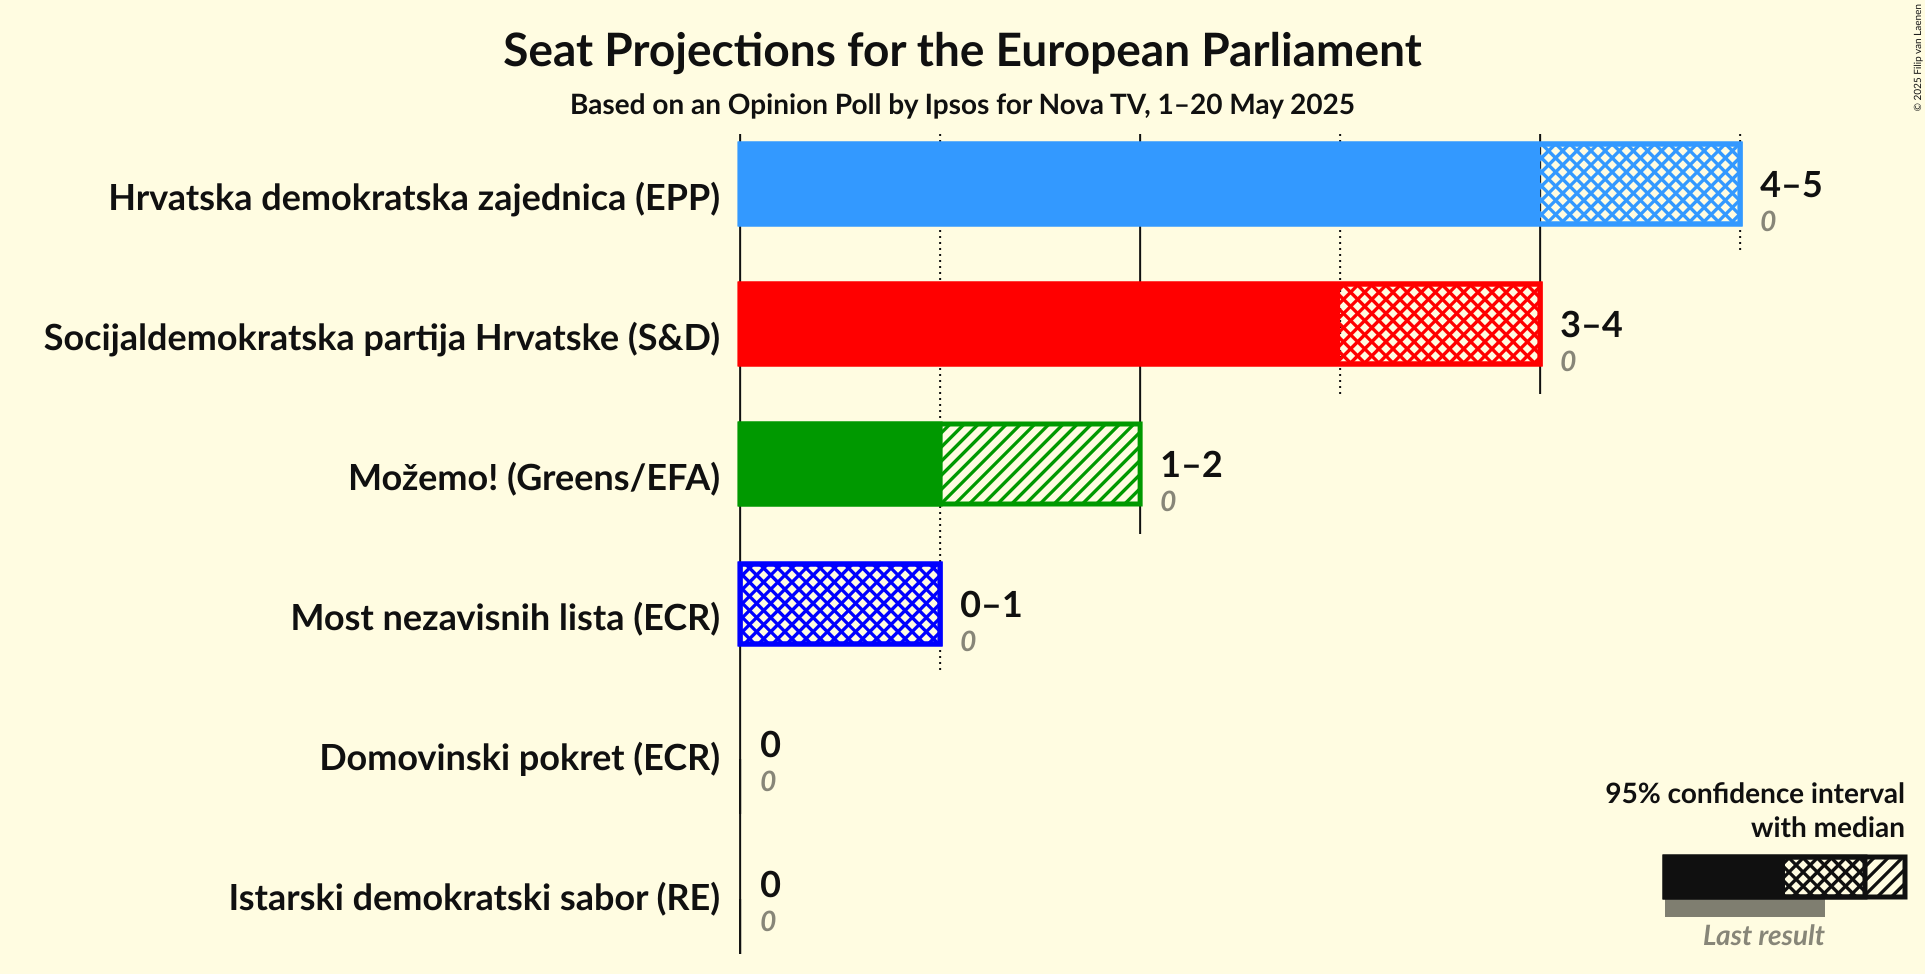 Seat Projections for the European Parliament
Based on an Opinion Poll by Ipsos for Nova TV, 1–20 May 2025
© 2025 Filip van Laenen
Hrvatska demokratska zajednica (EPP)
4–5
0
Socijaldemokratska partija Hrvatske (S&D)
3–4
0
Možemo! (Greens/EFA)
1–2
0
Most nezavisnih lista (ECR)
0–1
0
Domovinski pokret (ECR)
0
0
Istarski demokratski sabor (RE)
0
0
95% confidence interval
with median
Last result